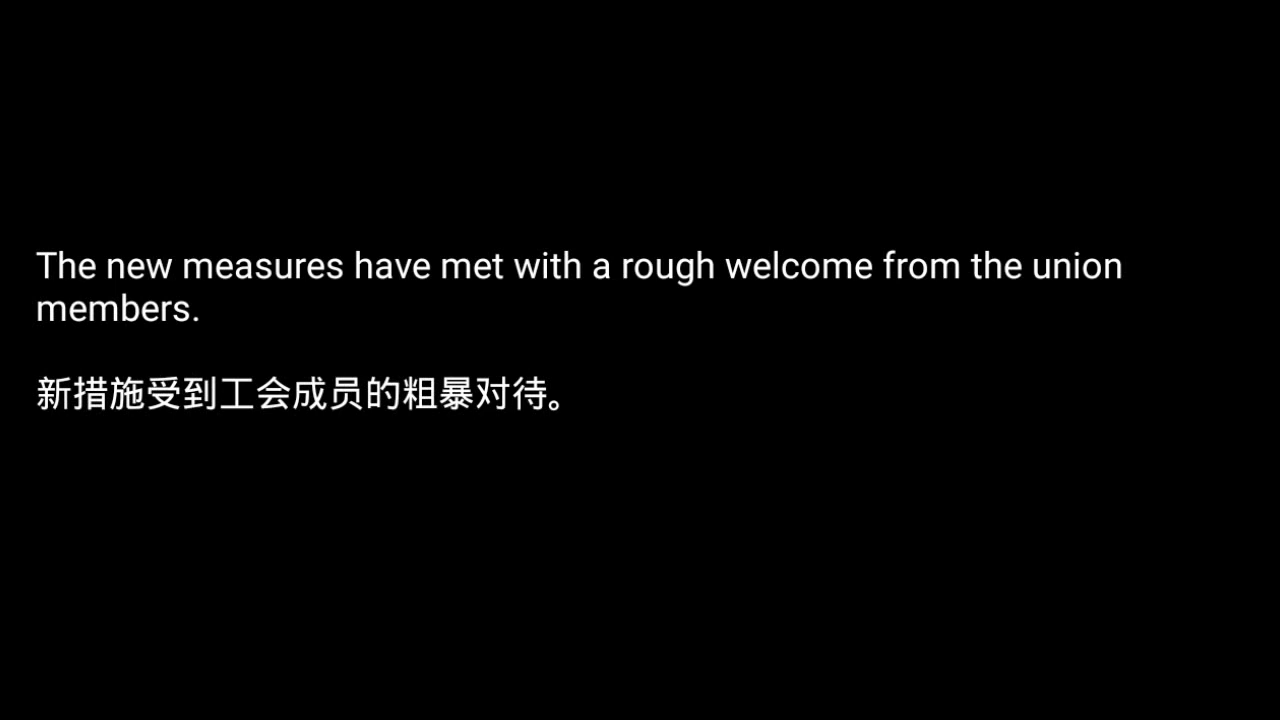 The new measures have met with a rough welcome from the union
members.
新措施受到工会成员的粗暴对待。